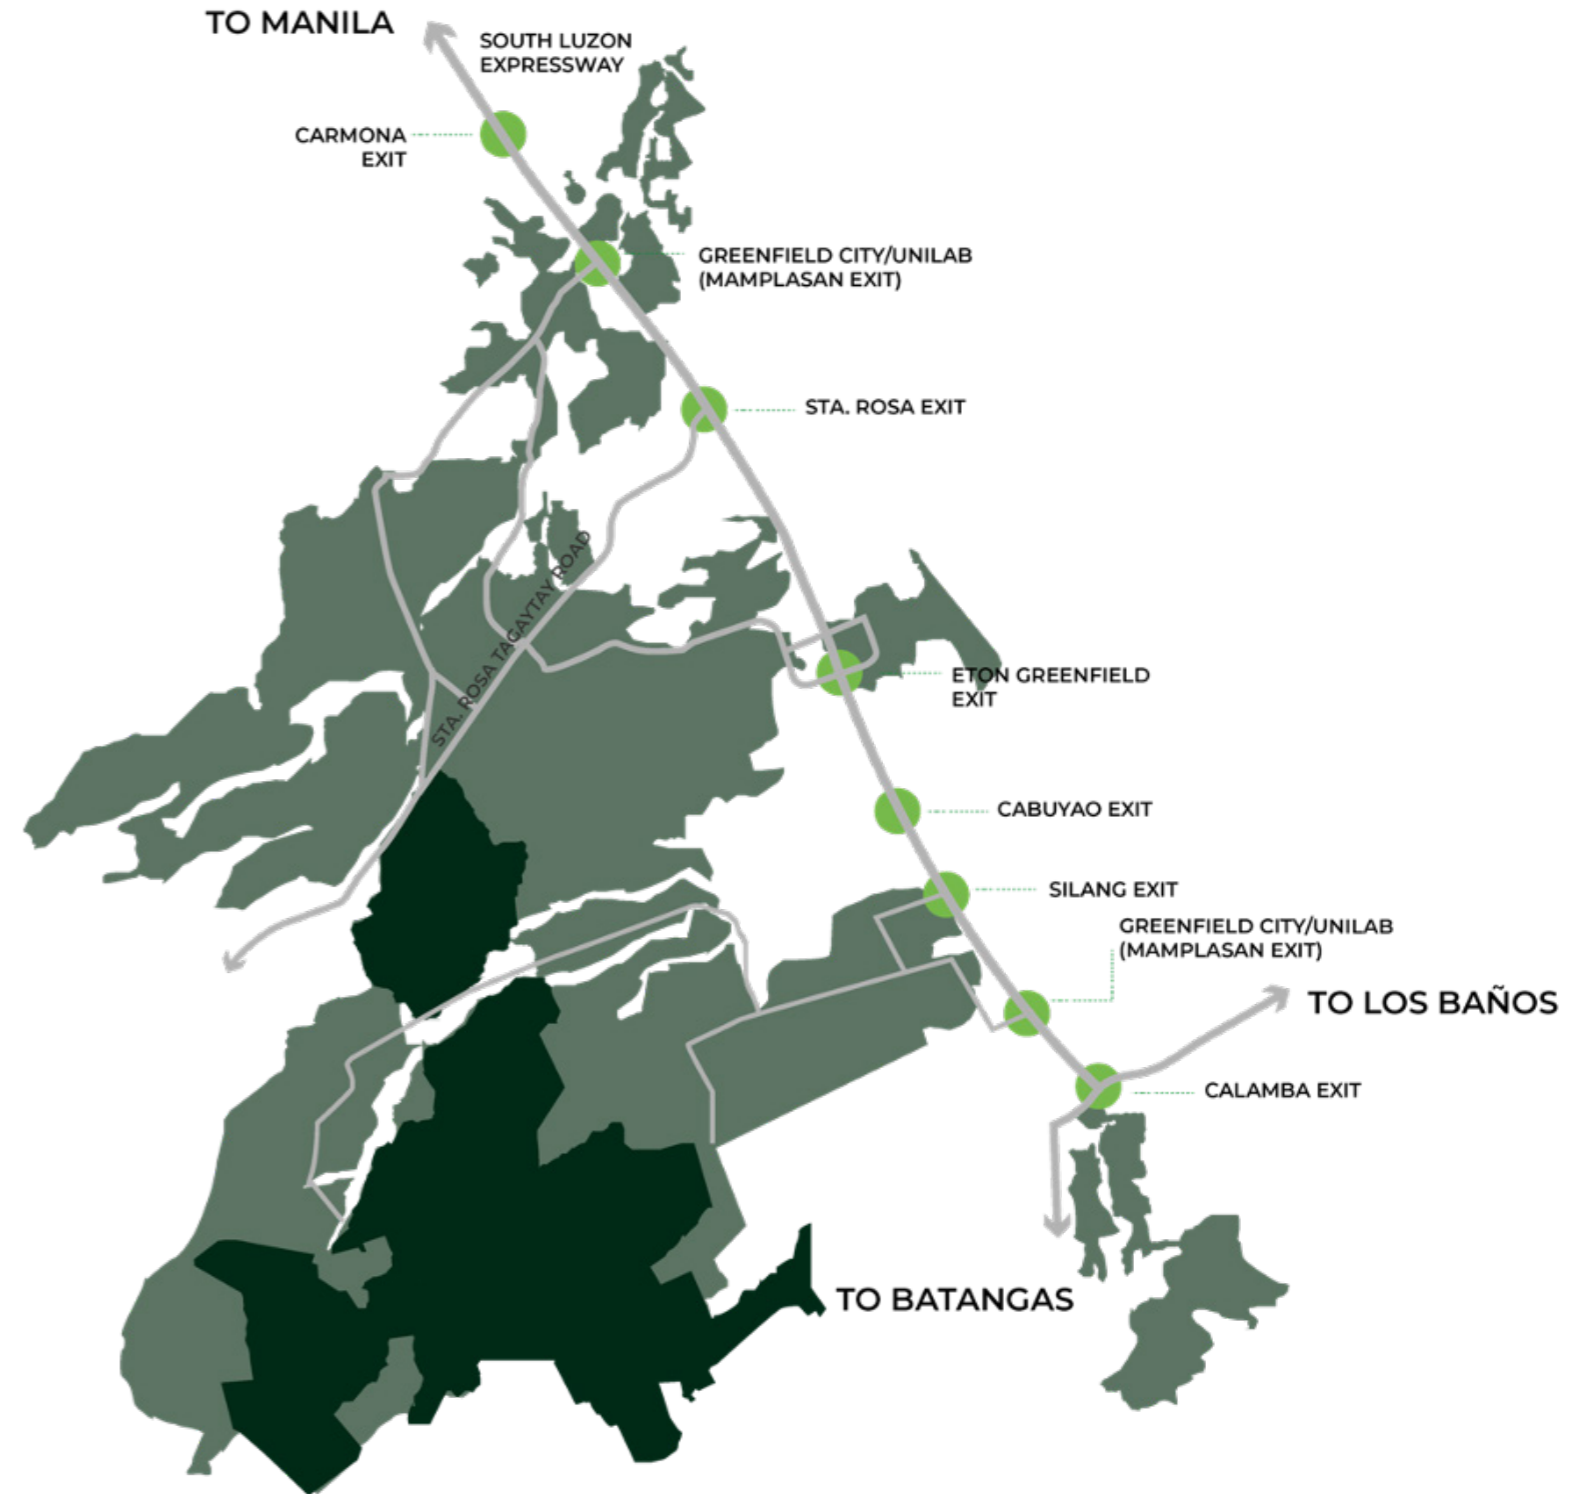 TO MANILA
SOUTH LUZON
EXPRESSWAY
CARMONA
EXIT
GREENFIELD CITY/UNILAB
(MAMPLASAN EXIT)
STA. ROSA EXIT
STA. ROSA TAGAYTAY ROAD
ETON GREENFIELD
EXIT
CABUYAO EXIT
SILANG EXIT
GREENFIELD CITY/UNILAB
(MAMPLASAN EXIT)
TO LOS BAÑOS
CALAMBA EXIT
TO BATANGAS